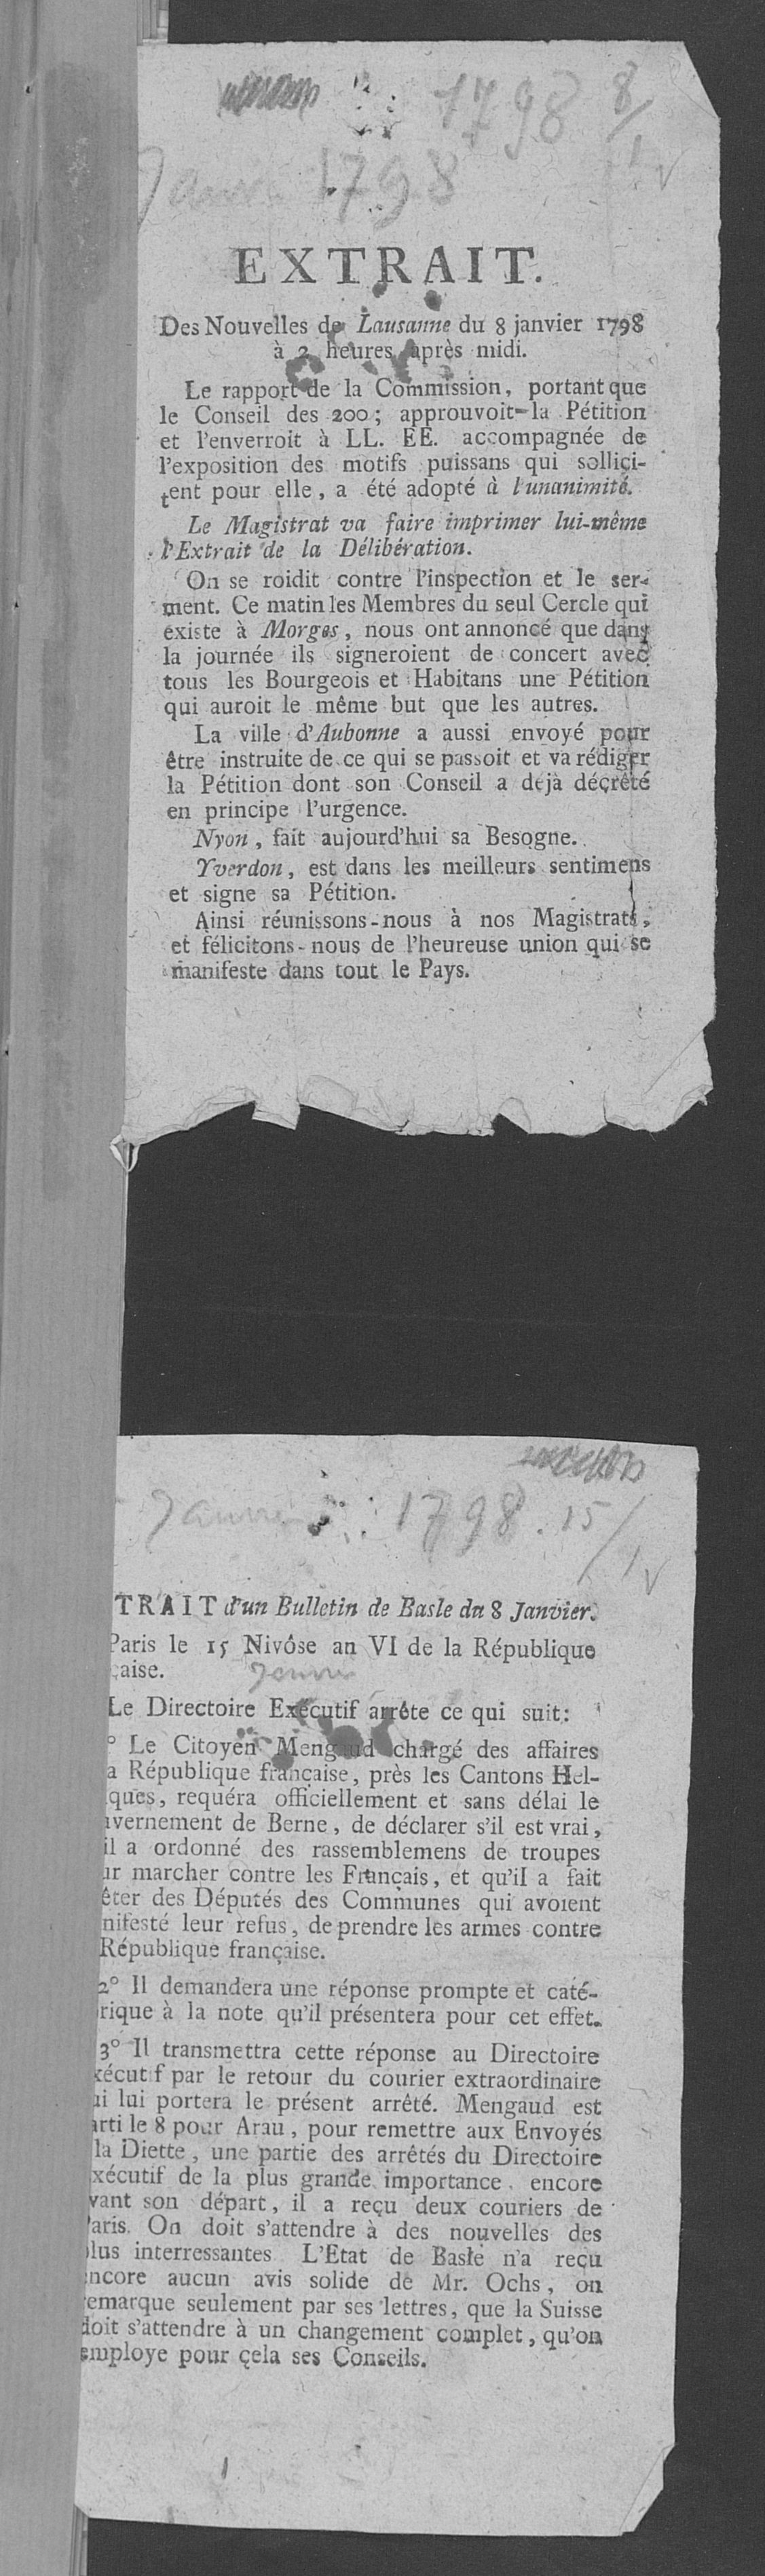 1798 8/1
Janv. 1798
EXTRAIT.
Des Nouvelles de Lausanne du 8 janvier 1798
à 2 heures après midi.
Le rapport de la Commission, portant que
le Conseil des 200; approuvoit la Pétition
et l'enverroit à LL. EE. accompagnée de
l'exposition des motifs puissans qui sollici-
tent pour elle, a été adopté à l'unanimité.
Le Magistrat va faire imprimer lui-même
l'Extrait de la Délibération.
On se roidit contre l'inspection et le ser-
ment. Ce matin les Membres du seul Cercle qui
existe à Morges, nous ont annoncé que dans
la journée ils signeroient de concert avec
tous les Bourgeois et Habitans une Pétition
qui auroit le même but que les autres.
La ville d'Aubonne a aussi envoyé pour
être instruite de ce qui se passoit et va rédiger
la Pétition dont son Conseil a déjà décrété
en principe l'urgence.
Nyon, fait aujourd'hui sa Besogne.
Yverdon, est dans les meilleurs sentimens
et signe sa Pétition.
Ainsi réunissons-nous à nos Magistrats,
et félicitons-nous de l'heureuse union qui se
manifeste dans tout le Pays.
1798. 15/1
TRAIT d'un Bulletin de Basle du 8 Janvier.
Paris le 15 Nivôse an VI de la République
çaise.
Le Directoire Exécutif arrête ce qui suit:
° Le Citoyen Mengaud chargé des affaires
a République française, près les Cantons Hel-
ques, requéra officiellement et sans délai le
vernement de Berne, de déclarer s'il est vrai,
il a ordonné des rassemblemens de troupes
ur marcher contre les Français, et qu'il a fait
êter des Députés des Communes qui avoient
nifesté leur refus, de prendre les armes contre
République française.
2° Il demandera une réponse prompte et caté-
rique à la note qu'il présentera pour cet effet.
3° Il transmettra cette réponse au Directoire
xécutif par le retour du courier extraordinaire
ui lui portera le présent arrêté. Mengaud est
arti le 8 pour Arau, pour remettre aux Envoyés
la Diette, une partie des arrêtés du Directoire
xécutif de la plus grande importance. encore
vant son départ, il a reçu deux couriers de
Paris. On doit s'attendre à des nouvelles des
plus interressantes L'Etat de Basle n'a reçu
encore aucun avis solide de Mr. Ochs, on
remarque seulement par ses lettres, que la Suisse
doit s'attendre à un changement complet, qu'on
employe pour çela ses Conseils.